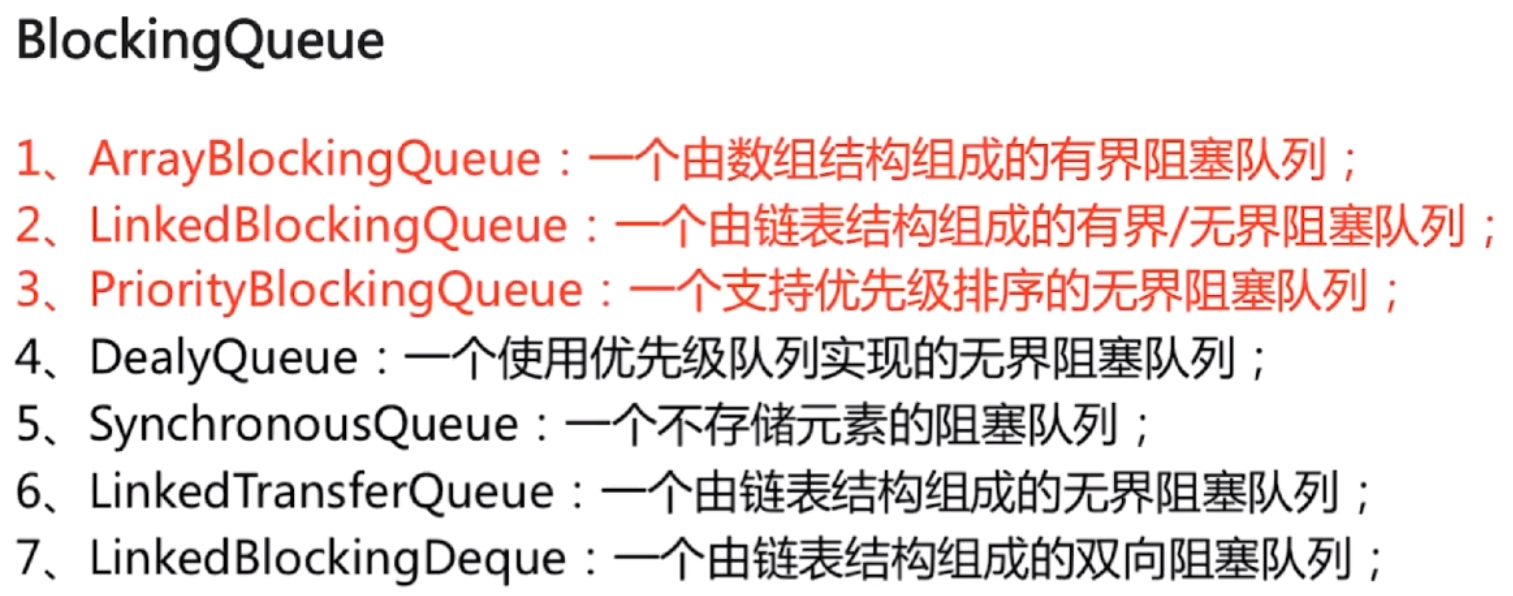 BlockingQueue
1、ArrayBlockingQueue：一个由数组结构组成的有界阻塞队列；
2、LinkedBlockingQueue：一个由链表结构组成的有界/无界阻塞队列；
3、PriorityBlockingQueue：一个支持优先级排序的无界阻塞队列；
4、DealyQueue：一个使用优先级队列实现的无界阻塞队列；
5、SynchronousQueue：一个不存储元素的阻塞队列；
6、LinkedTransferQueue：一个由链表结构组成的无界阻塞队列；
7、LinkedBlockingDeque：一个由链表结构组成的双向阻塞队列；